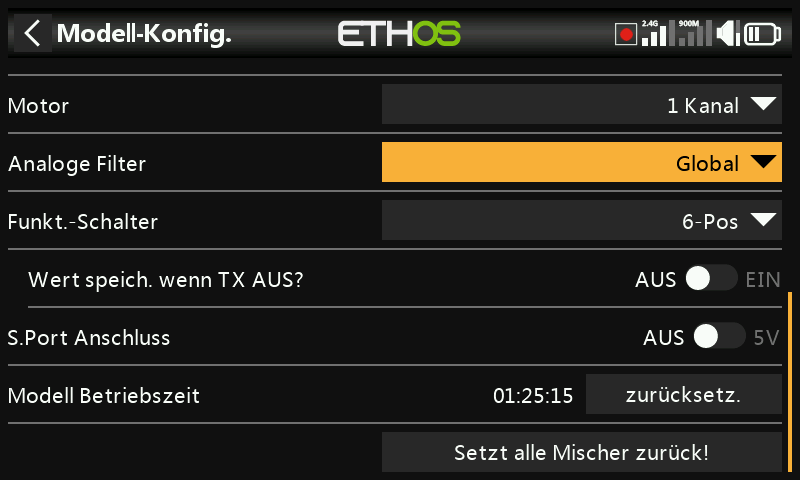 Modell-Konfig.
ETHOS
2.4G
900M
Motor
1 Kanal
Analoge Filter
Global
Funkt.-Schalter
6-Pos
Wert speich. wenn TX AUS?
AUS
EIN
S.Port Anschluss
AUS
5V
Modell Betriebszeit
01:25:15
zurücksetz.
Setzt alle Mischer zurück!